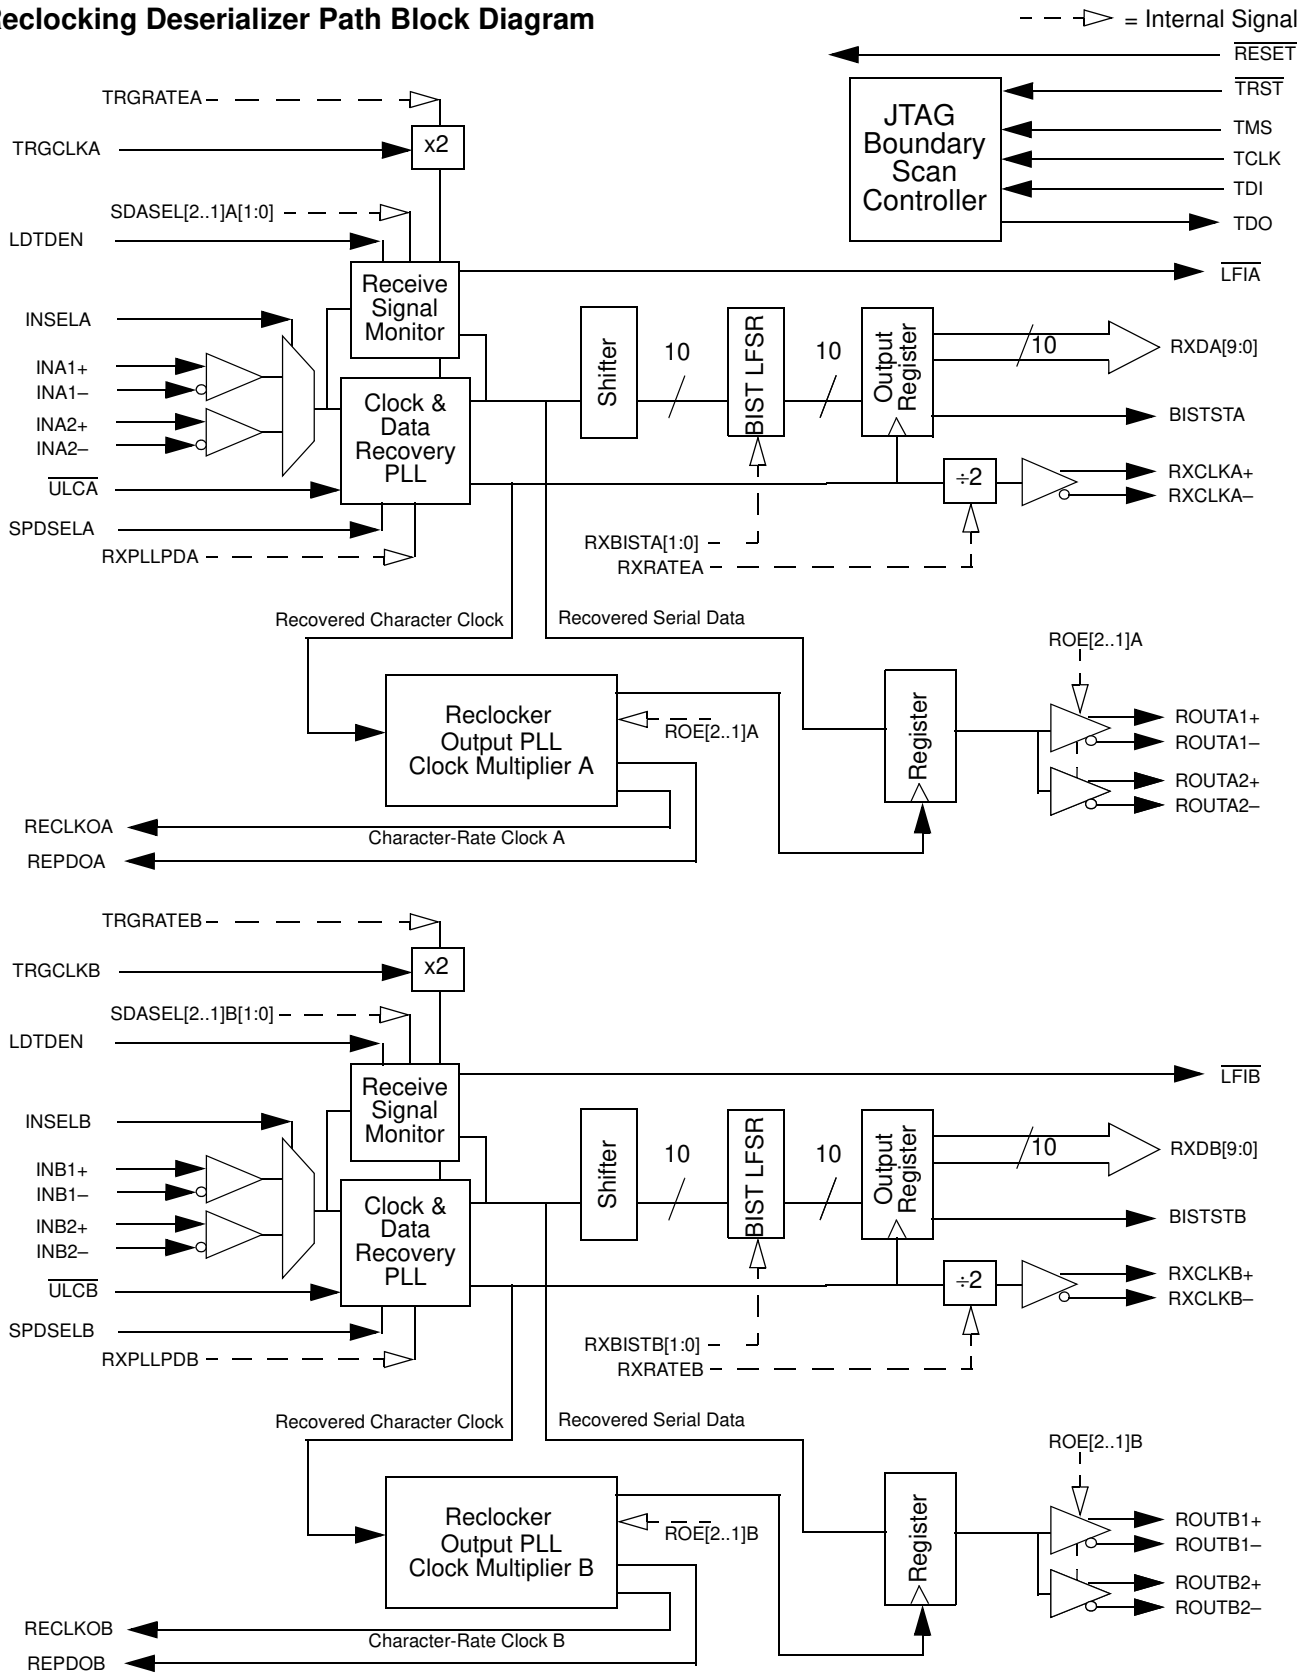 Reclocking Deserializer Path Block Diagram
= Internal Signal
RESET
TRST
TMS
TCLK
TDI
TDO
JTAG
Boundary
Scan
Controller
TRGRATEA
TRGCLKA
x2
SDASEL[2..1]A[1:0]
LDTDEN
Receive
Signal
Monitor
LFIA
INSELA
INA1+
INA1–
INA2+
INA2–
ULCA
SPDSELA
RXPLLPDA
Clock &
Data
Recovery
PLL
Shifter
10
BIST LFSR
10
Output
Register
10
RXDA[9:0]
BISTSTA
÷2
RXCLKA+
RXCLKA–
RXBISTA[1:0]
RXRATEA
Recovered Character Clock
Recovered Serial Data
Reclocker
Output PLL
Clock Multiplier A
ROE[2..1]A
Register
ROE[2..1]A
ROUTA1+
ROUTA1–
ROUTA2+
ROUTA2–
RECLKOA
Character-Rate Clock A
REPDOA
TRGRATEB
TRGCLKB
x2
SDASEL[2..1]B[1:0]
LDTDEN
Receive
Signal
Monitor
LFIB
INSELB
INB1+
INB1–
INB2+
INB2–
ULCB
SPDSELB
RXPLLPDB
Clock &
Data
Recovery
PLL
Shifter
10
BIST LFSR
10
Output
Register
10
RXDB[9:0]
BISTSTB
÷2
RXCLKB+
RXCLKB–
RXBISTB[1:0]
RXRATEB
Recovered Character Clock
Recovered Serial Data
Reclocker
Output PLL
Clock Multiplier B
ROE[2..1]B
Register
ROE[2..1]B
ROUTB1+
ROUTB1–
ROUTB2+
ROUTB2–
RECLKOB
Character-Rate Clock B
REPDOB